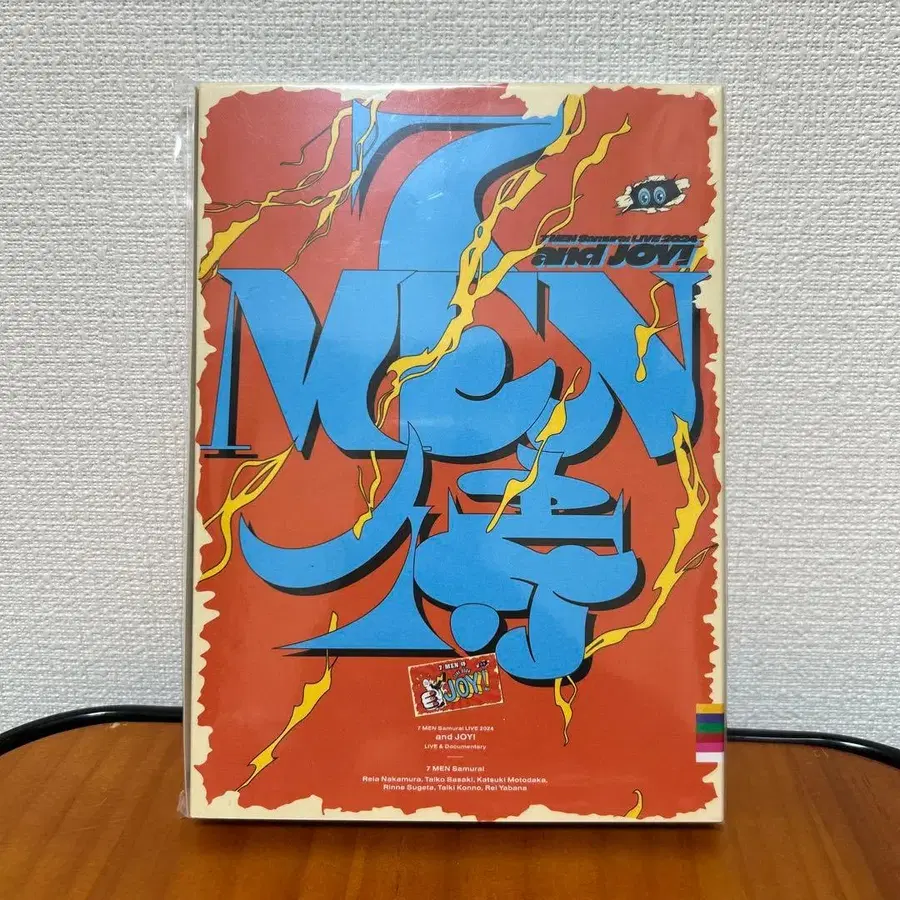 7
MEN
侍
7 MEN Samurai LIVE 2024
and JOY!
7 MEN 侍
JOY!
7 MEN Samurai LIVE 2024
and JOY!
LIVE & Documentary
7 MEN Samurai
Reia Nakamura, Taiko Sasaki, Katsuki Motodaka,
Rinne Sugeta, Taiki Konno, Rei Yabana